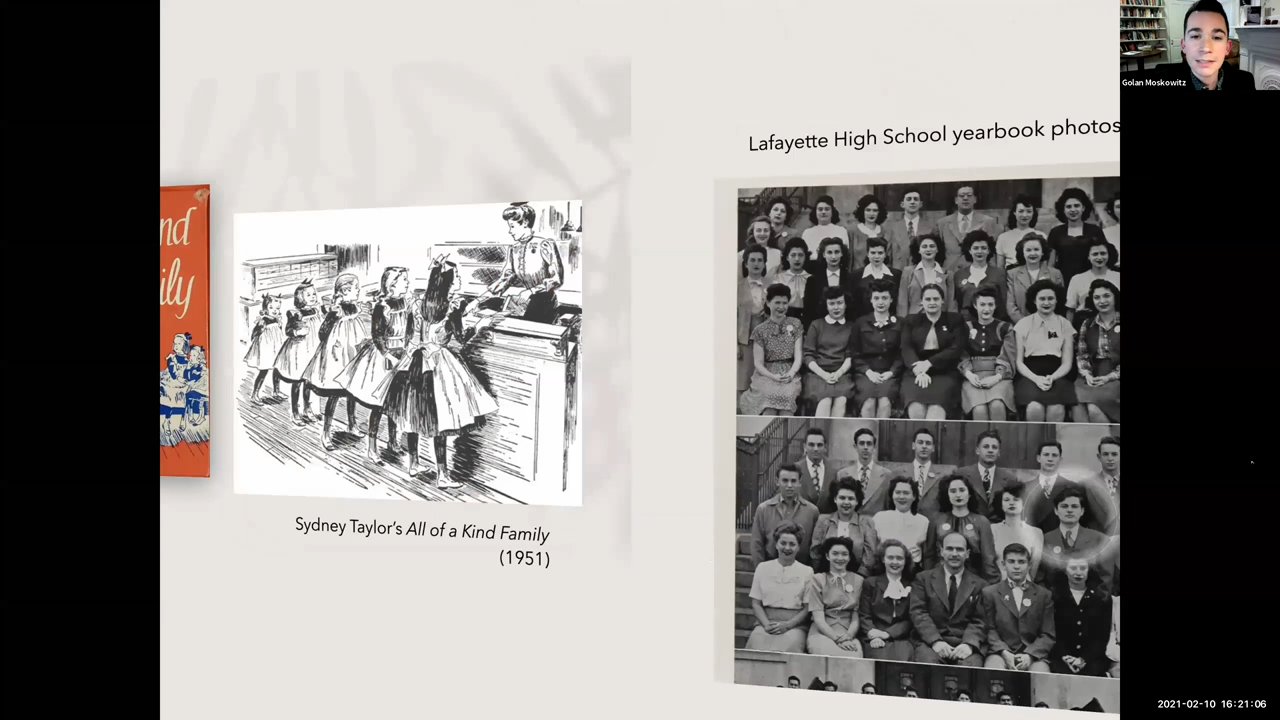 Golan Moskowitz
Lafayette High School yearbook photos
nd
ily
Sydney Taylor's All of a Kind Family
(1951)
2021-02-10 16:21:06